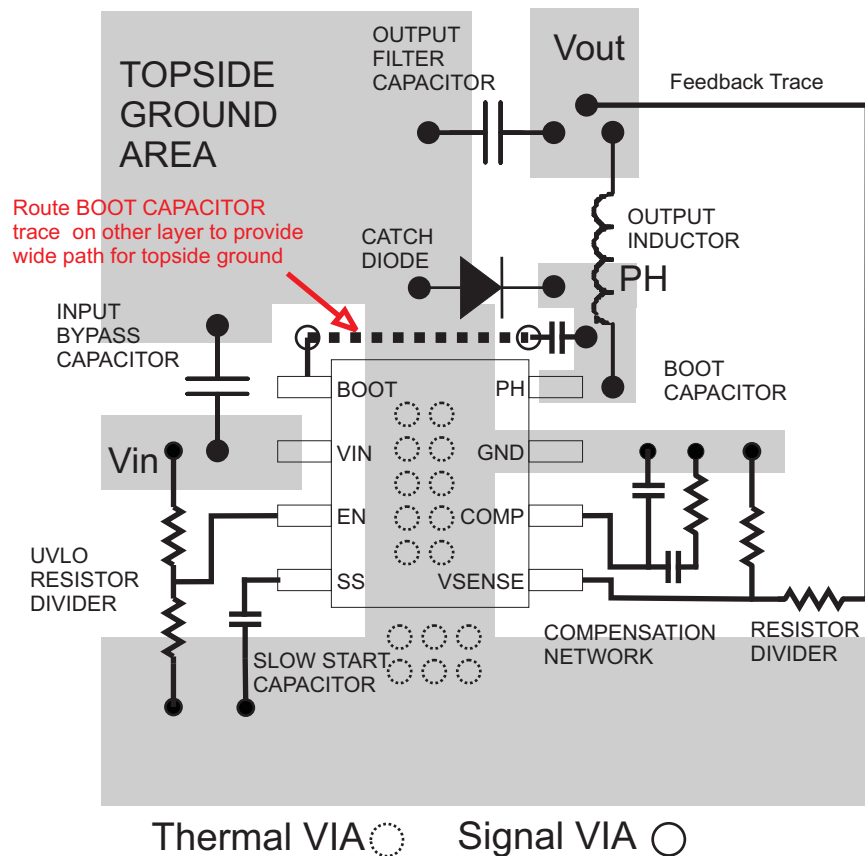 TOPSIDE
GROUND
AREA
OUTPUT
FILTER
CAPACITOR
Vout
Feedback Trace
Route BOOT CAPACITOR
trace on other layer to provide
wide path for topside ground
CATCH
DIODE
OUTPUT
INDUCTOR
PH
INPUT
BYPASS
CAPACITOR
BOOT
CAPACITOR
BOOT
PH
Vin
VIN
GND
EN
COMP
SS
VSENSE
UVLO
RESISTOR
DIVIDER
SLOW START
CAPACITOR
COMPENSATION
NETWORK
RESISTOR
DIVIDER
Thermal VIA
Signal VIA